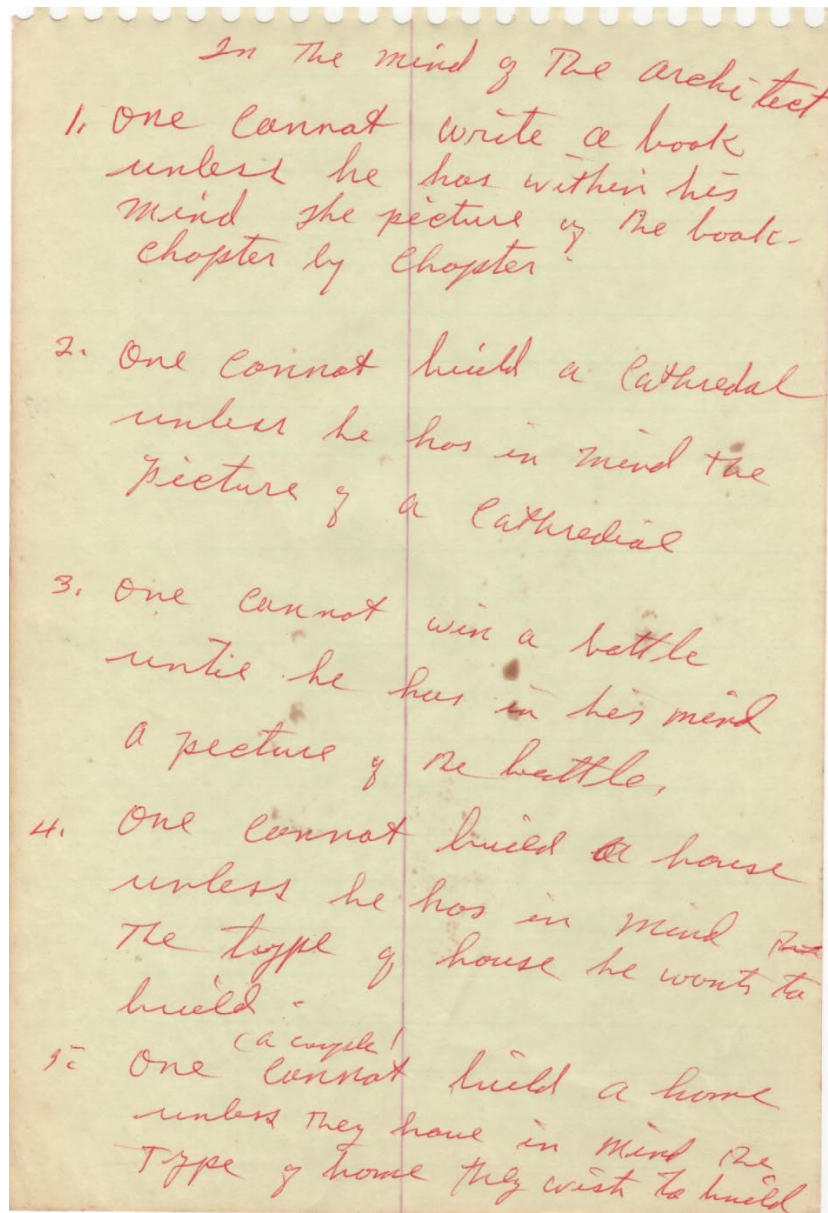 In the mind of the architect
1. One cannot write a book
unless he has within his
mind the picture of the book -
chapter by chapter.
2. One cannot build a Cathedral
unless he has in mind the
picture of a Cathredial
3. One cannot win a battle
until he has in his mind
a picture of the battle.
4. One cannot build a house
unless he has in mind the
the type of house he wants to
build.
(a couple)
5. One cannot build a home
unless they have in mind the
type of home they wish to build